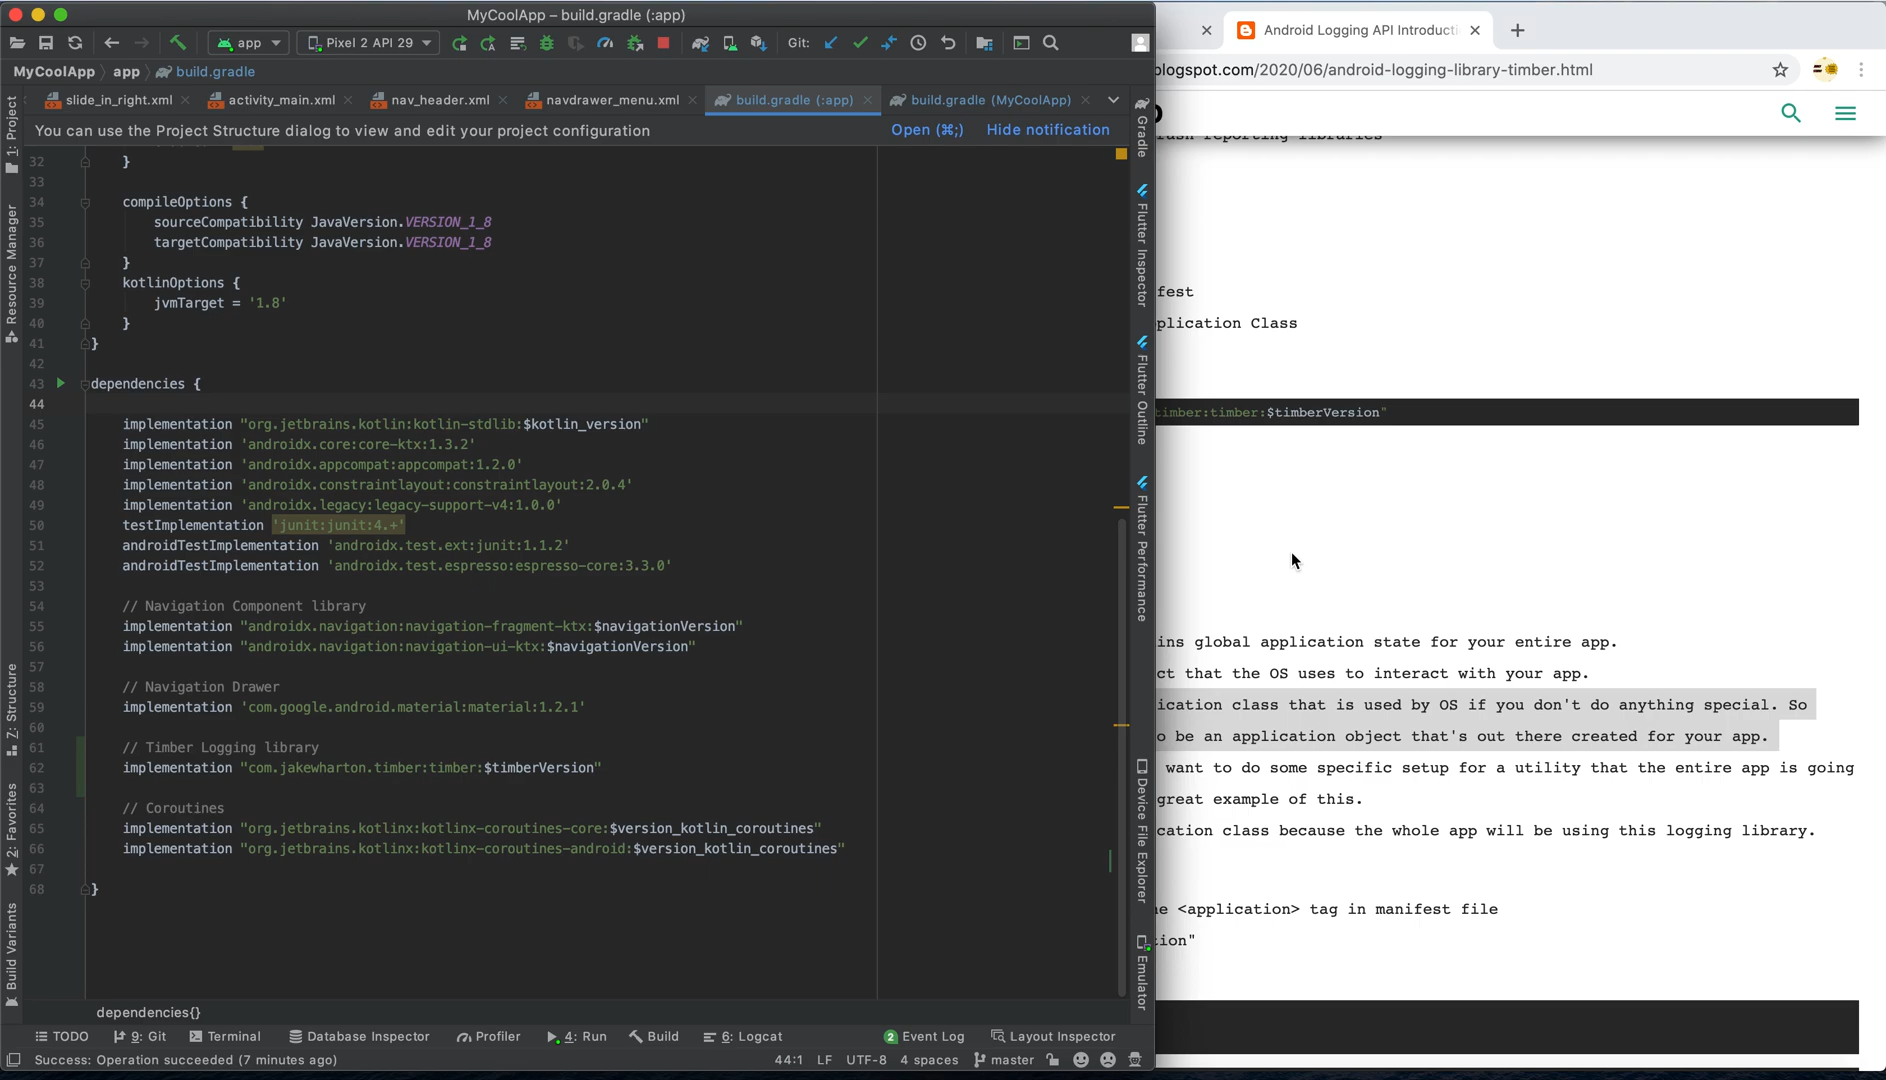 MyCoolApp – build.gradle (:app)
app
Pixel 2 API 29
Git:
MyCoolApp
app
build.gradle
slide_in_right.xml
activity_main.xml
nav_header.xml
navdrawer_menu.xml
build.gradle (:app)
build.gradle (MyCoolApp)
You can use the Project Structure dialog to view and edit your project configuration
Open (⌘;)
Hide notification
32 }
33
34 compileOptions {
35 sourceCompatibility JavaVersion.VERSION_1_8
36 targetCompatibility JavaVersion.VERSION_1_8
37 }
38 kotlinOptions {
39 jvmTarget = '1.8'
40 }
41 }
42
43 dependencies {
44
45 implementation "org.jetbrains.kotlin:kotlin-stdlib:$kotlin_version"
46 implementation 'androidx.core:core-ktx:1.3.2'
47 implementation 'androidx.appcompat:appcompat:1.2.0'
48 implementation 'androidx.constraintlayout:constraintlayout:2.0.4'
49 implementation 'androidx.legacy:legacy-support-v4:1.0.0'
50 testImplementation 'junit:junit:4.+'
51 androidTestImplementation 'androidx.test.ext:junit:1.1.2'
52 androidTestImplementation 'androidx.test.espresso:espresso-core:3.3.0'
53
54 // Navigation Component library
55 implementation "androidx.navigation:navigation-fragment-ktx:$navigationVersion"
56 implementation "androidx.navigation:navigation-ui-ktx:$navigationVersion"
57
58 // Navigation Drawer
59 implementation 'com.google.android.material:material:1.2.1'
60
61 // Timber Logging library
62 implementation "com.jakewharton.timber:timber:$timberVersion"
63
64 // Coroutines
65 implementation "org.jetbrains.kotlinx:kotlinx-coroutines-core:$version_kotlin_coroutines"
66 implementation "org.jetbrains.kotlinx:kotlinx-coroutines-android:$version_kotlin_coroutines"
67
68 }
dependencies{}
1: Project
Resource Manager
Z: Structure
2: Favorites
Build Variants
Gradle
Flutter Inspector
Flutter Outline
Flutter Performance
Device File Explorer
Emulator
TODO
9: Git
Terminal
Database Inspector
Profiler
4: Run
Build
6: Logcat
2 Event Log
Layout Inspector
Success: Operation succeeded (7 minutes ago)
44:1
LF
UTF-8
4 spaces
master
Android Logging API Introducti
blogspot.com/2020/06/android-logging-library-timber.html
rash reporting libraries
fest
plication Class
timber:timber:$timberVersion"
ins global application state for your entire app.
ct that the OS uses to interact with your app.
ication class that is used by OS if you don't do anything special. So
o be an application object that's out there created for your app.
want to do some specific setup for a utility that the entire app is going
great example of this.
cation class because the whole app will be using this logging library.
he <application> tag in manifest file
tion"